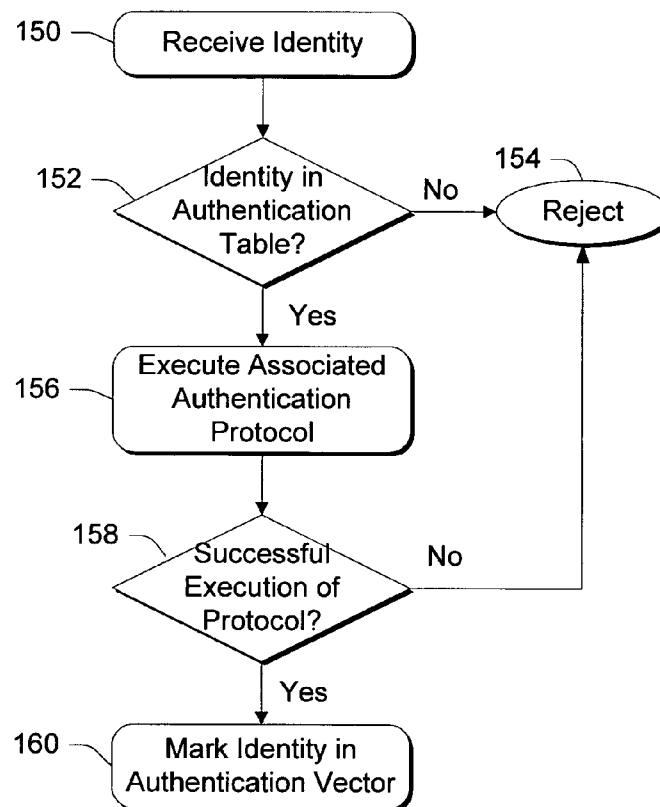 150
Receive Identity
152
Identity in
Authentication
Table?
No
154
Reject
Yes
156
Execute Associated
Authentication
Protocol
158
Successful
Execution of
Protocol?
No
Yes
160
Mark Identity in
Authentication Vector